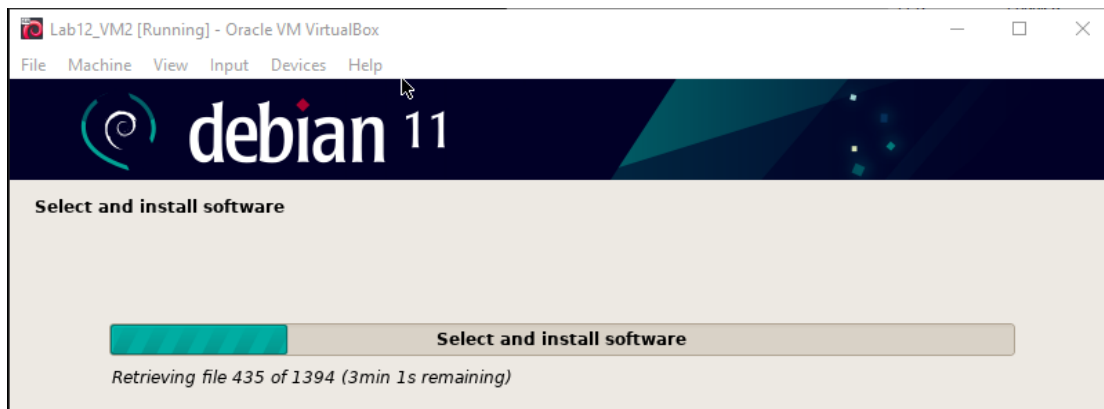 Lab12_VM2 [Running] - Oracle VM VirtualBox
File Machine View Input Devices Help
debian 11
Select and install software
Select and install software
Retrieving file 435 of 1394 (3min 1s remaining)